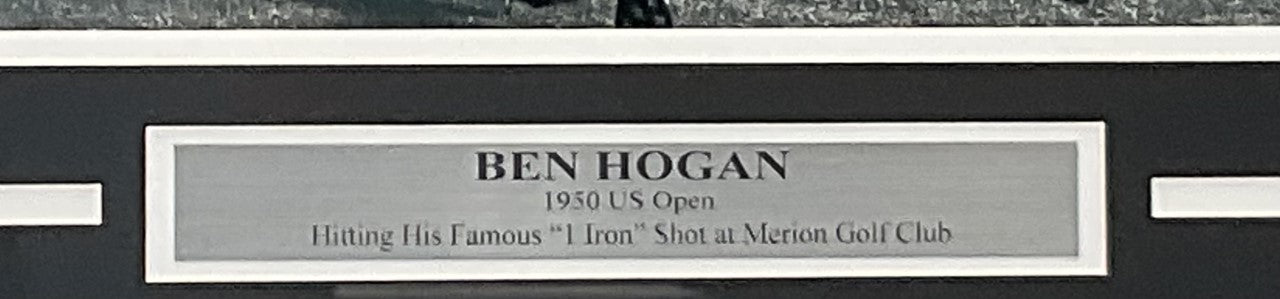 BEN HOGAN
1950 US Open
Hitting His Famous “1 Iron” Shot at Merion Golf Club